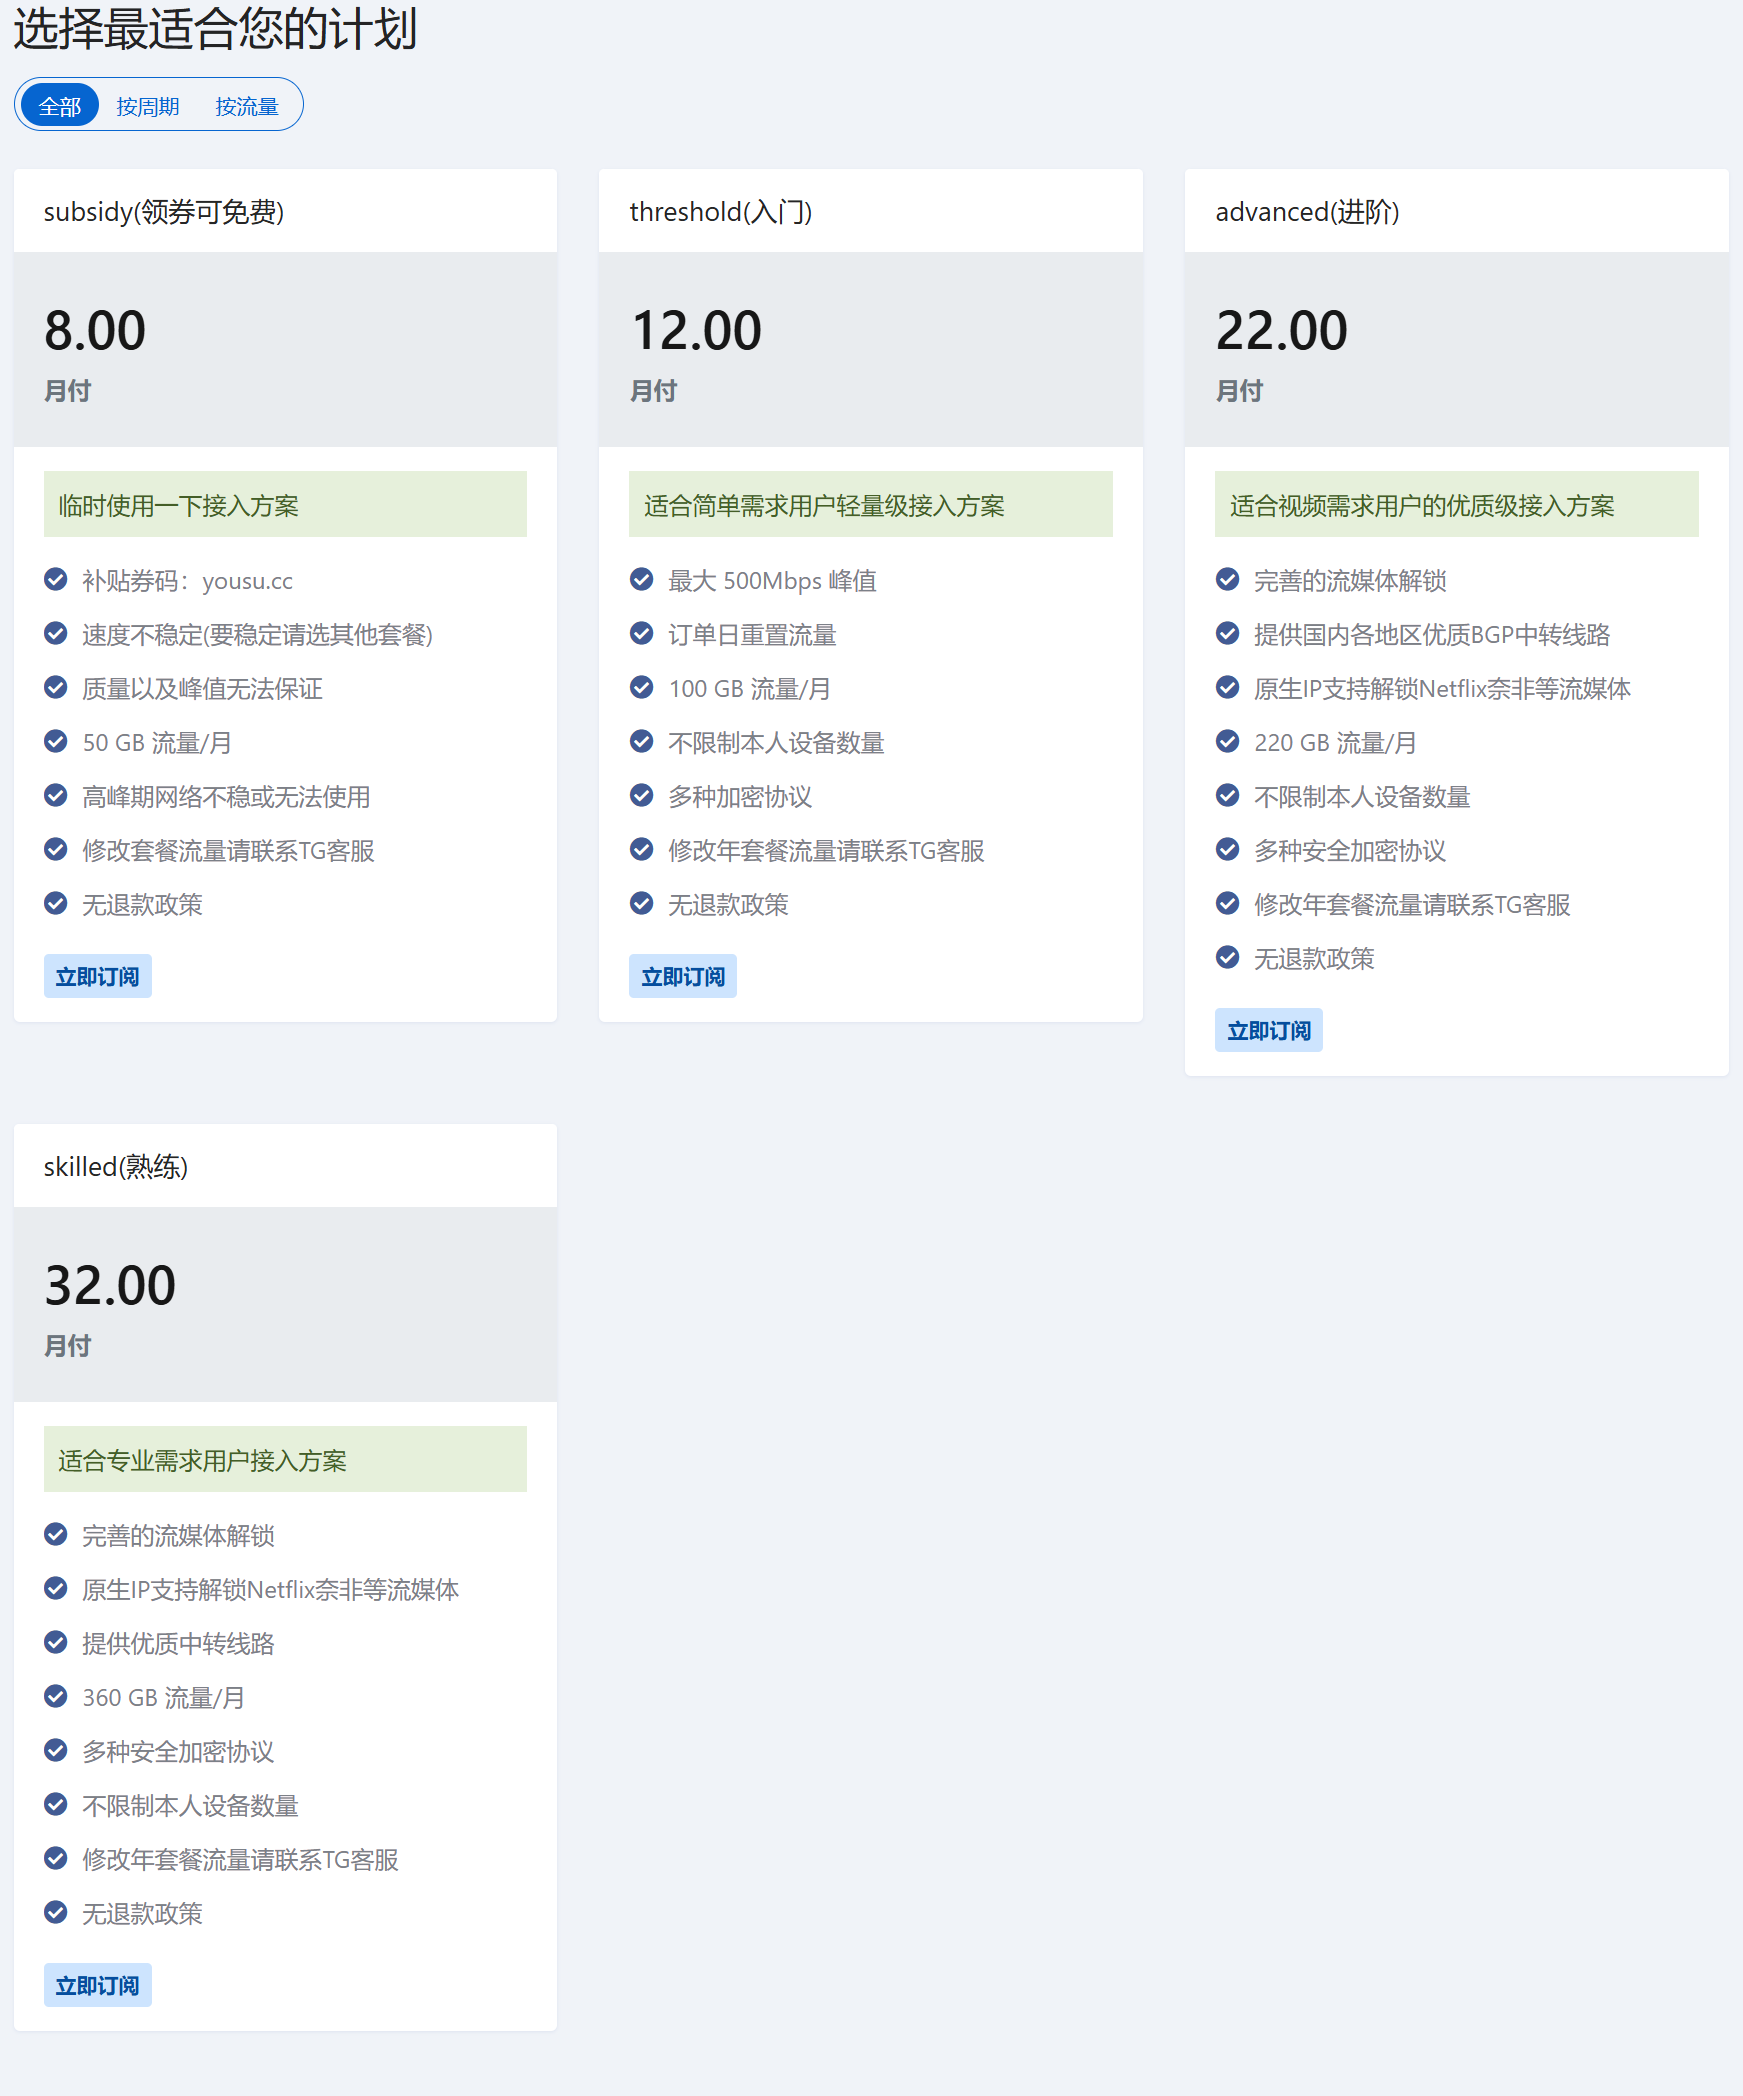 选择最适合您的计划
全部
按周期
按流量
subsidy(领券可免费)
8.00
月付
临时使用一下接入方案
补贴券码：yousu.cc
速度不稳定(要稳定请选其他套餐)
质量以及峰值无法保证
50 GB 流量/月
高峰期网络不稳或无法使用
修改套餐流量请联系TG客服
无退款政策
立即订阅
threshold(入门)
12.00
月付
适合简单需求用户轻量级接入方案
最大 500Mbps 峰值
订单日重置流量
100 GB 流量/月
不限制本人设备数量
多种加密协议
修改年套餐流量请联系TG客服
无退款政策
立即订阅
advanced(进阶)
22.00
月付
适合视频需求用户的优质级接入方案
完善的流媒体解锁
提供国内各地区优质BGP中转线路
原生IP支持解锁Netflix奈非等流媒体
220 GB 流量/月
不限制本人设备数量
多种安全加密协议
修改年套餐流量请联系TG客服
无退款政策
立即订阅
skilled(熟练)
32.00
月付
适合专业需求用户接入方案
完善的流媒体解锁
原生IP支持解锁Netflix奈非等流媒体
提供优质中转线路
360 GB 流量/月
多种安全加密协议
不限制本人设备数量
修改年套餐流量请联系TG客服
无退款政策
立即订阅